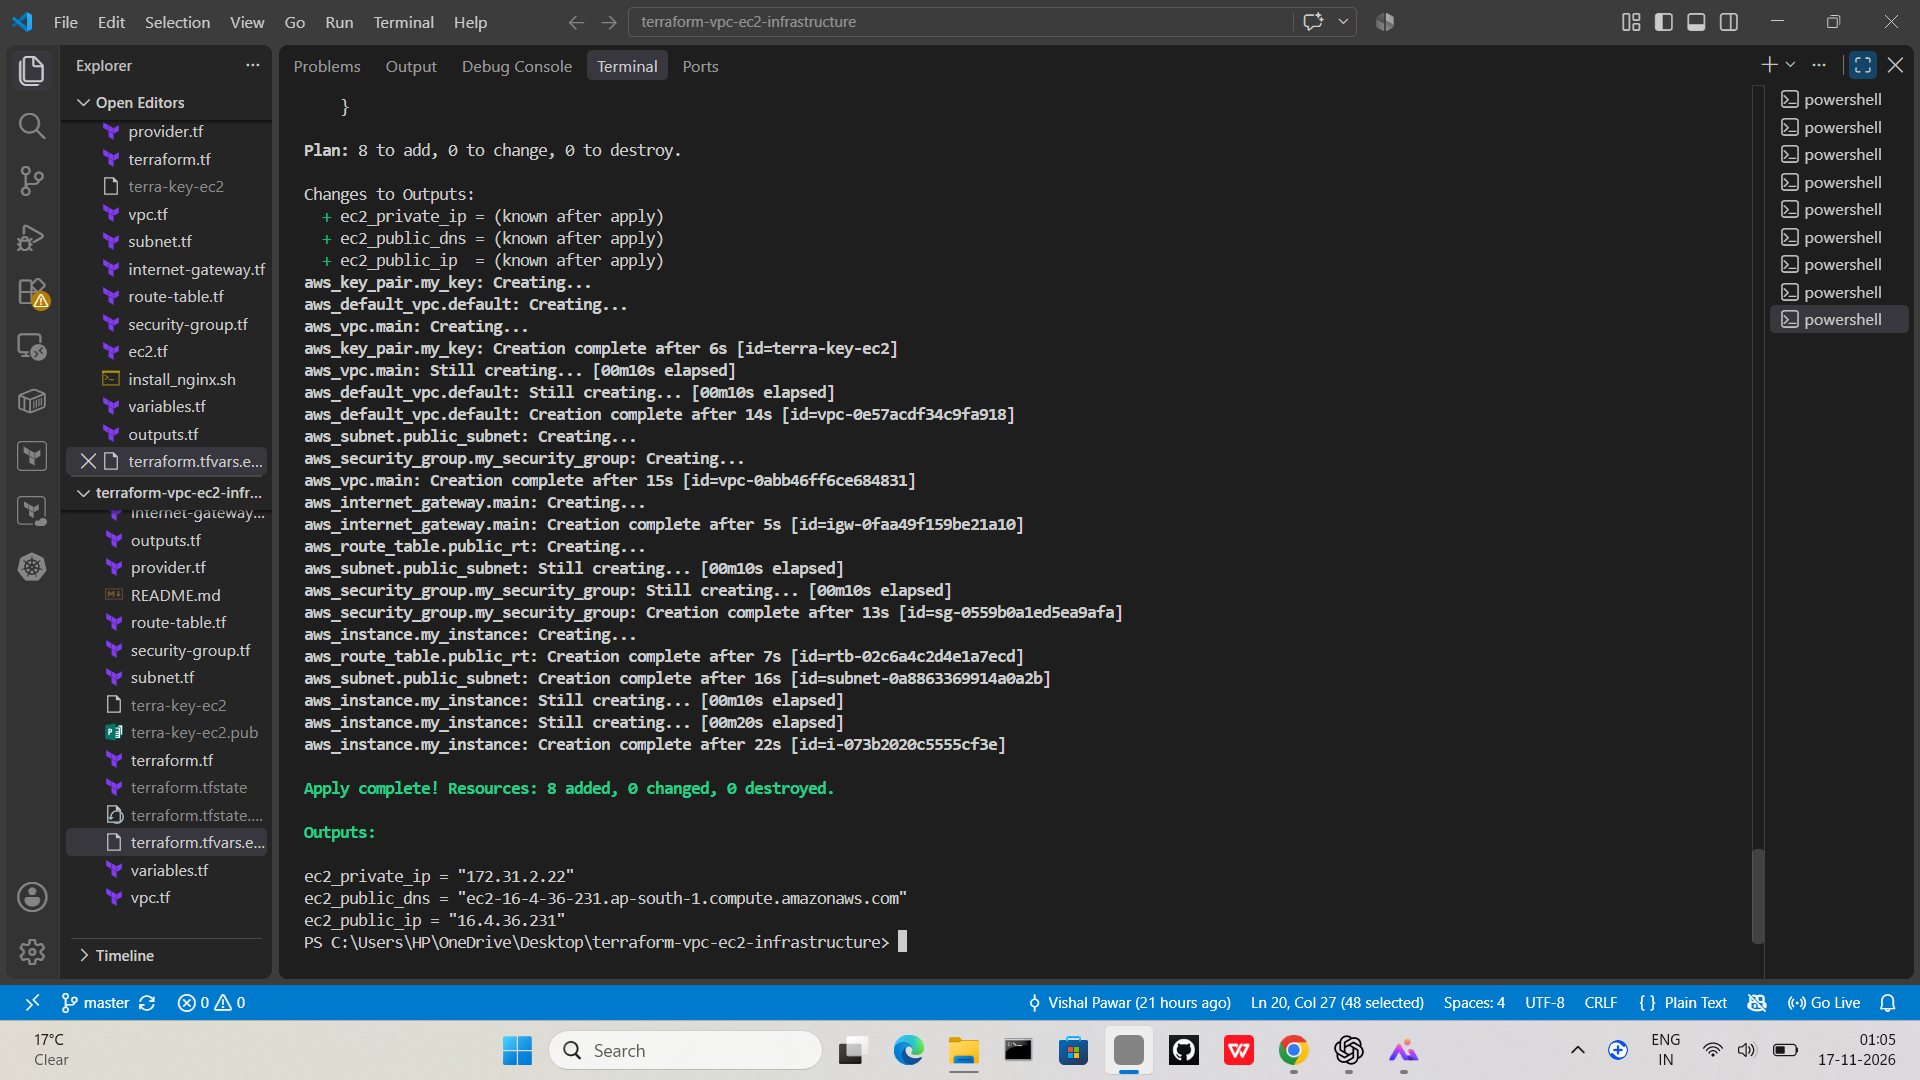 File Edit Selection View Go Run Terminal Help
terraform-vpc-ec2-infrastructure
Explorer
Open Editors
provider.tf
terraform.tf
terra-key-ec2
vpc.tf
subnet.tf
internet-gateway.tf
route-table.tf
security-group.tf
ec2.tf
install_nginx.sh
variables.tf
outputs.tf
terraform.tfvars.e...
terraform-vpc-ec2-infr...
internet-gateway...
outputs.tf
provider.tf
README.md
route-table.tf
security-group.tf
subnet.tf
terra-key-ec2
terra-key-ec2.pub
terraform.tf
terraform.tfstate
terraform.tfstate....
terraform.tfvars.e...
variables.tf
vpc.tf
Timeline
Problems Output Debug Console Terminal Ports
}
Plan: 8 to add, 0 to change, 0 to destroy.
Changes to Outputs:
+ ec2_private_ip = (known after apply)
+ ec2_public_dns = (known after apply)
+ ec2_public_ip  = (known after apply)
aws_key_pair.my_key: Creating...
aws_default_vpc.default: Creating...
aws_vpc.main: Creating...
aws_key_pair.my_key: Creation complete after 6s [id=terra-key-ec2]
aws_vpc.main: Still creating... [00m10s elapsed]
aws_default_vpc.default: Still creating... [00m10s elapsed]
aws_default_vpc.default: Creation complete after 14s [id=vpc-0e57acdf34c9fa918]
aws_subnet.public_subnet: Creating...
aws_security_group.my_security_group: Creating...
aws_vpc.main: Creation complete after 15s [id=vpc-0abb46ff6ce684831]
aws_internet_gateway.main: Creating...
aws_internet_gateway.main: Creation complete after 5s [id=igw-0faa49f159be21a10]
aws_route_table.public_rt: Creating...
aws_subnet.public_subnet: Still creating... [00m10s elapsed]
aws_security_group.my_security_group: Still creating... [00m10s elapsed]
aws_security_group.my_security_group: Creation complete after 13s [id=sg-0559b0a1ed5ea9afa]
aws_instance.my_instance: Creating...
aws_route_table.public_rt: Creation complete after 7s [id=rtb-02c6a4c2d4e1a7ecd]
aws_subnet.public_subnet: Creation complete after 16s [id=subnet-0a8863369914a0a2b]
aws_instance.my_instance: Still creating... [00m10s elapsed]
aws_instance.my_instance: Still creating... [00m20s elapsed]
aws_instance.my_instance: Creation complete after 22s [id=i-073b2020c5555cf3e]
Apply complete! Resources: 8 added, 0 changed, 0 destroyed.
Outputs:
ec2_private_ip = "172.31.2.22"
ec2_public_dns = "ec2-16-4-36-231.ap-south-1.compute.amazonaws.com"
ec2_public_ip = "16.4.36.231"
PS C:\Users\HP\OneDrive\Desktop\terraform-vpc-ec2-infrastructure>
powershell
powershell
powershell
powershell
powershell
powershell
powershell
powershell
powershell
master 0 0 Vishal Pawar (21 hours ago) Ln 20, Col 27 (48 selected) Spaces: 4 UTF-8 CRLF { } Plain Text Go Live
17°C
Clear
Search
ENG
IN
01:05
17-11-2026